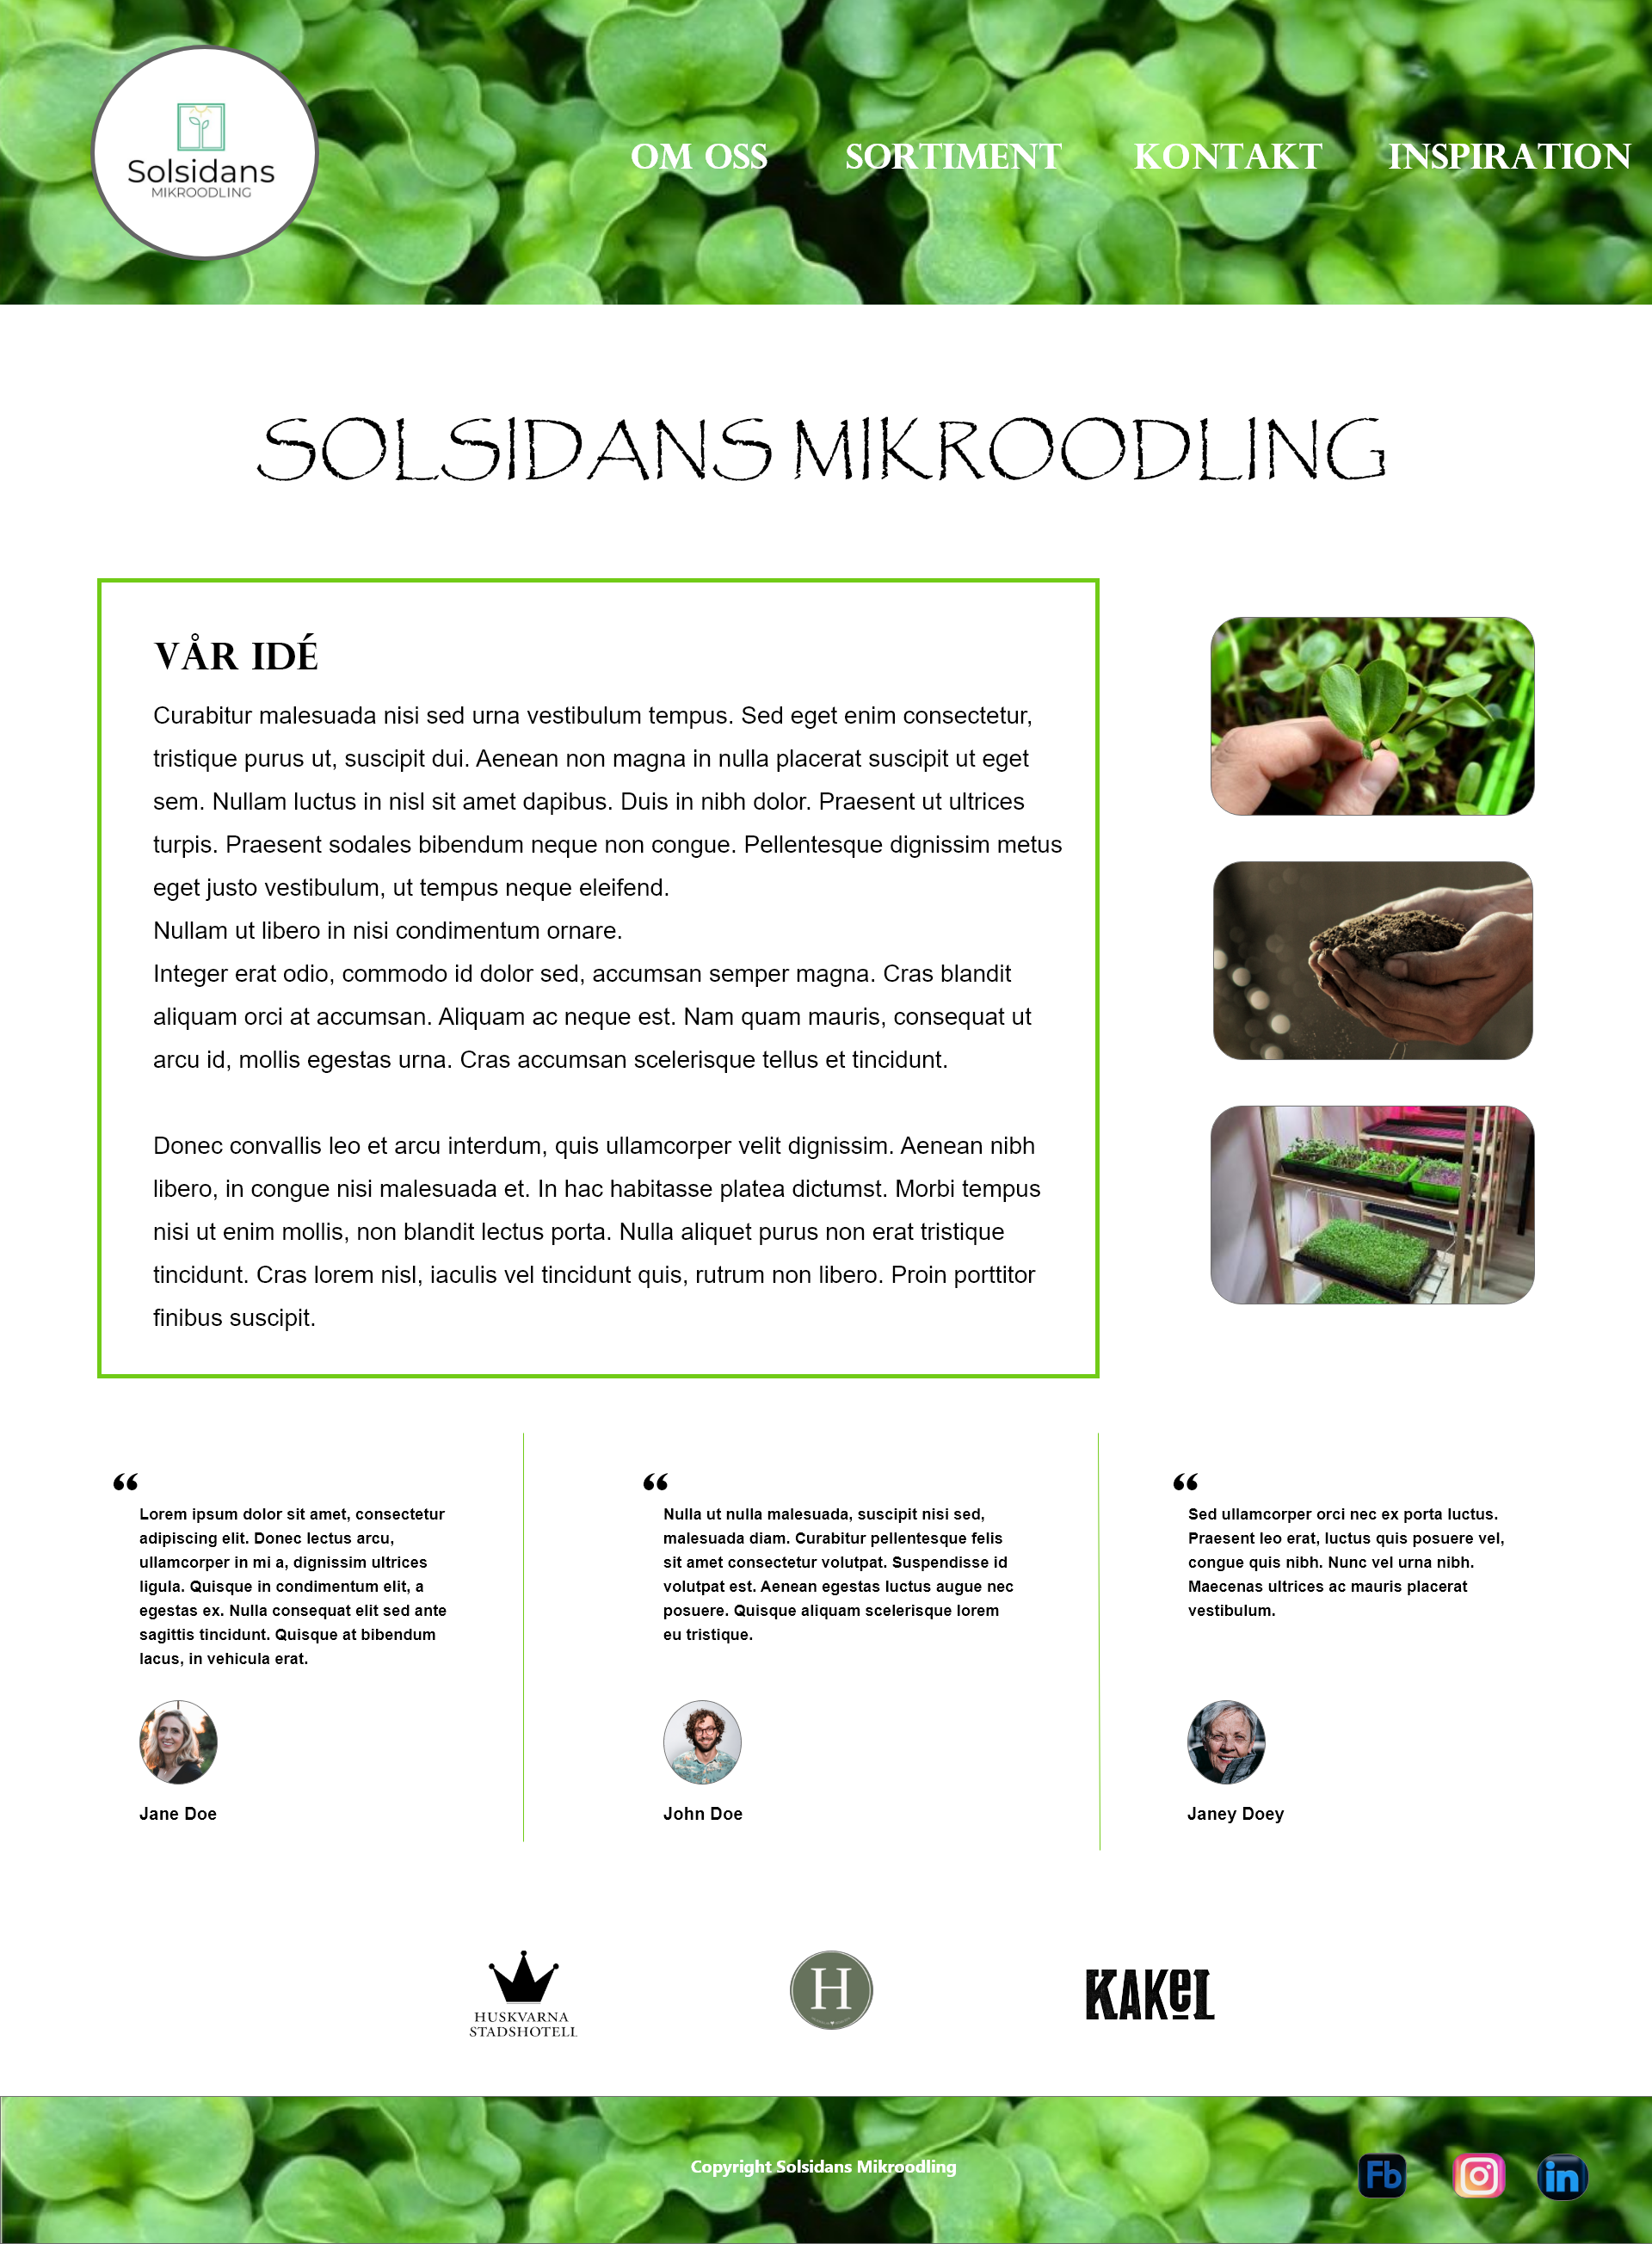 Solsidans
MIKROODLING
OM OSS
SORTIMENT
KONTAKT
INSPIRATION
SOLSIDANS MIKROODLING
VÅR IDÉ
Curabitur malesuada nisi sed urna vestibulum tempus. Sed eget enim consectetur,
tristique purus ut, suscipit dui. Aenean non magna in nulla placerat suscipit ut eget
sem. Nullam luctus in nisl sit amet dapibus. Duis in nibh dolor. Praesent ut ultrices
turpis. Praesent sodales bibendum neque non congue. Pellentesque dignissim metus
eget justo vestibulum, ut tempus neque eleifend.
Nullam ut libero in nisi condimentum ornare.
Integer erat odio, commodo id dolor sed, accumsan semper magna. Cras blandit
aliquam orci at accumsan. Aliquam ac neque est. Nam quam mauris, consequat ut
arcu id, mollis egestas urna. Cras accumsan scelerisque tellus et tincidunt.
Donec convallis leo et arcu interdum, quis ullamcorper velit dignissim. Aenean nibh
libero, in congue nisi malesuada et. In hac habitasse platea dictumst. Morbi tempus
nisi ut enim mollis, non blandit lectus porta. Nulla aliquet purus non erat tristique
tincidunt. Cras lorem nisl, iaculis vel tincidunt quis, rutrum non libero. Proin porttitor
finibus suscipit.
“
Lorem ipsum dolor sit amet, consectetur
adipiscing elit. Donec lectus arcu,
ullamcorper in mi a, dignissim ultrices
ligula. Quisque in condimentum elit, a
egestas ex. Nulla consequat elit sed ante
sagittis tincidunt. Quisque at bibendum
lacus, in vehicula erat.
Jane Doe
“
Nulla ut nulla malesuada, suscipit nisi sed,
malesuada diam. Curabitur pellentesque felis
sit amet consectetur volutpat. Suspendisse id
volutpat est. Aenean egestas luctus augue nec
posuere. Quisque aliquam scelerisque lorem
eu tristique.
John Doe
“
Sed ullamcorper orci nec ex porta luctus.
Praesent leo erat, luctus quis posuere vel,
congue quis nibh. Nunc vel urna nibh.
Maecenas ultrices ac mauris placerat
vestibulum.
Janey Doey
HUSKVARNA
STADSHOTELL
H
KAKeL
Copyright Solsidans Mikroodling
Fb
in